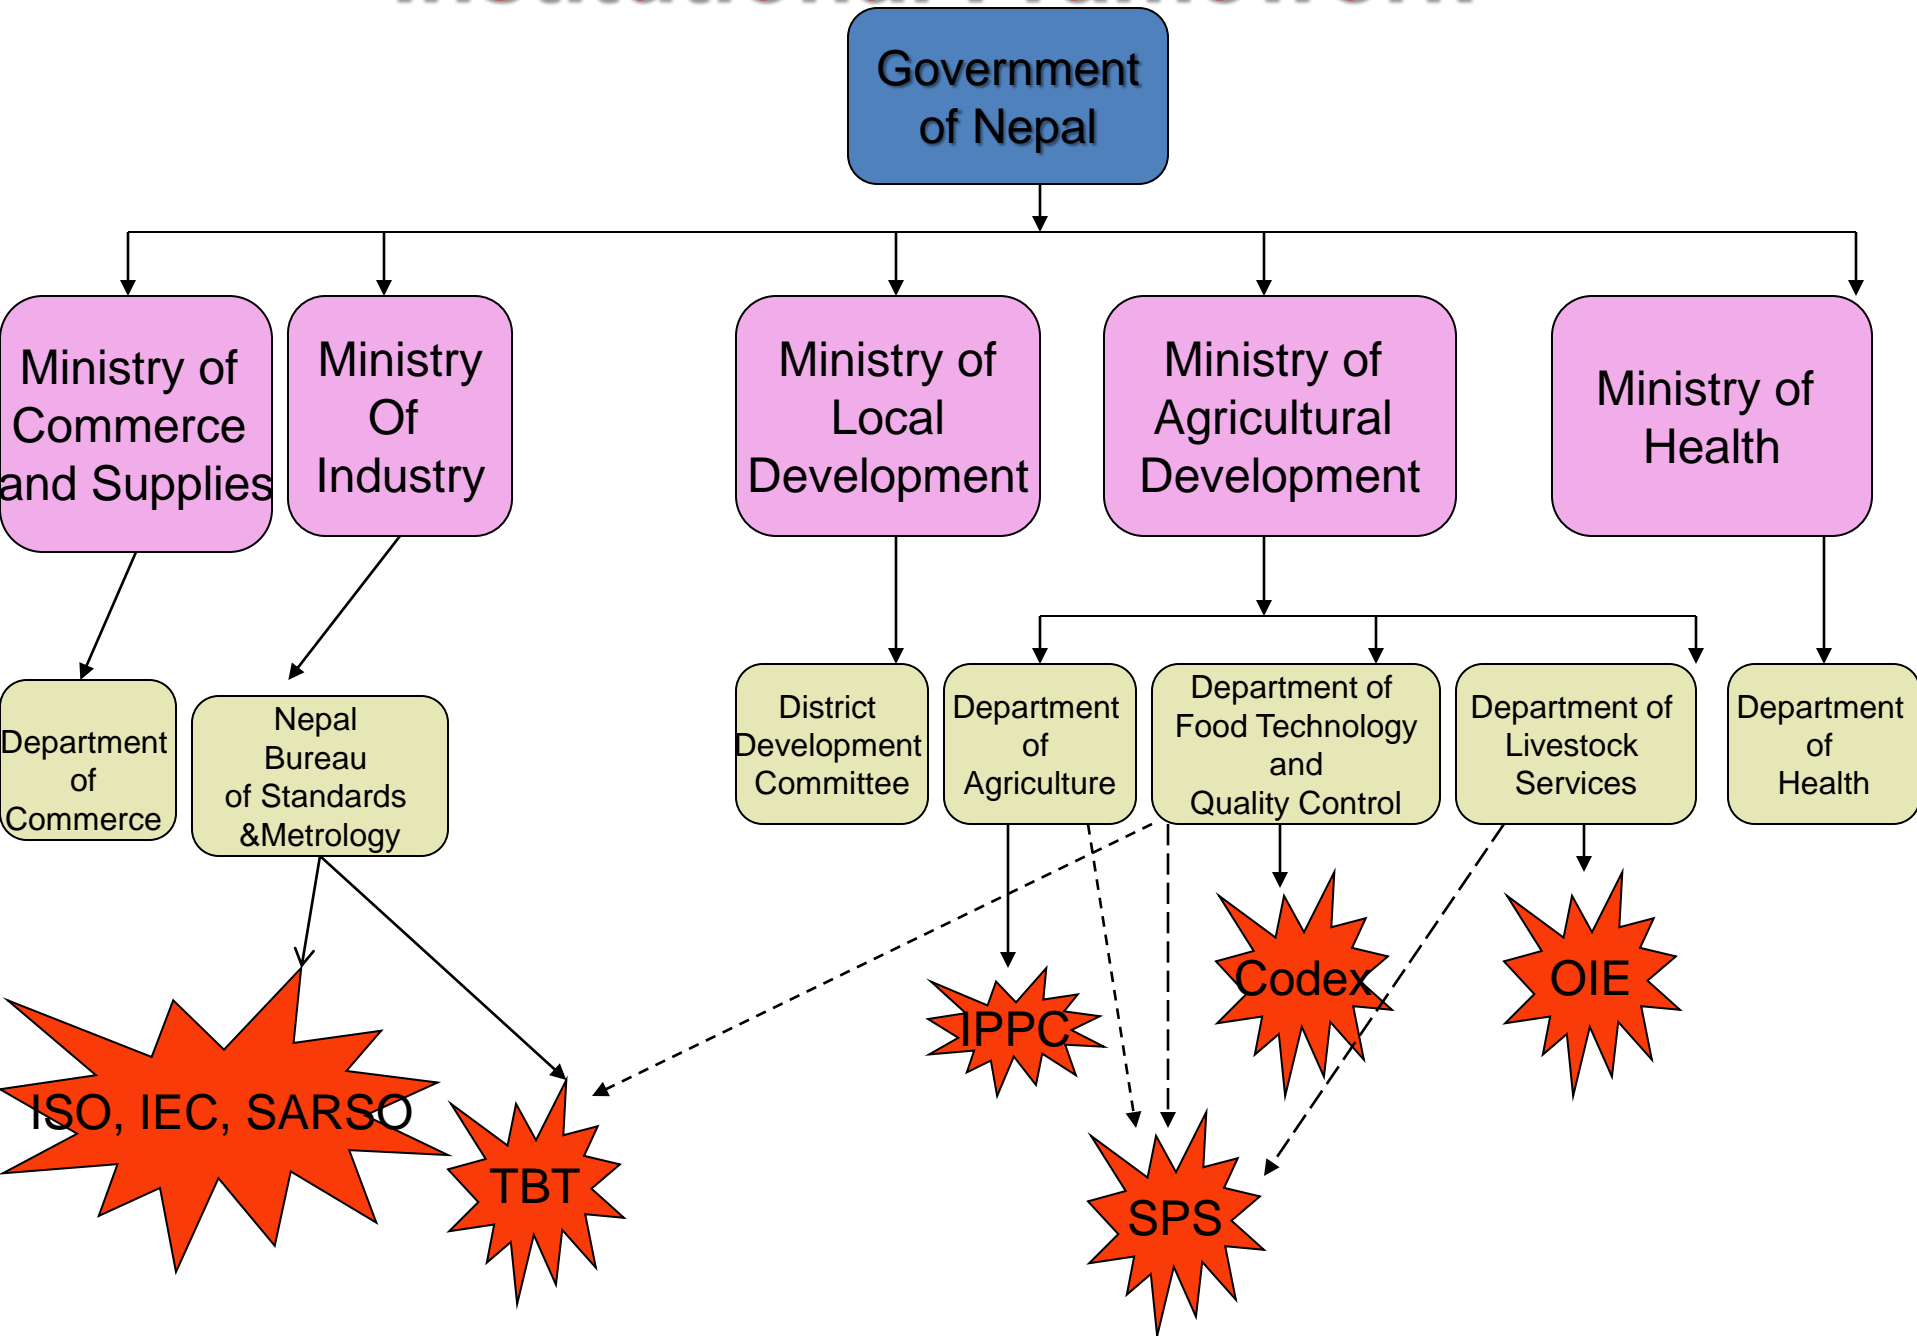 Institutional Framework
Government
of Nepal
Ministry of
Commerce
and Supplies
Ministry
Of
Industry
Ministry of
Local
Development
Ministry of
Agricultural
Development
Ministry of
Health
Department
of
Commerce
Nepal
Bureau
of Standards
&Metrology
District
Development
Committee
Department
of
Agriculture
Department of
Food Technology
and
Quality Control
Department of
Livestock
Services
Department
of
Health
ISO, IEC, SARSO
TBT
IPPC
Codex
OIE
SPS